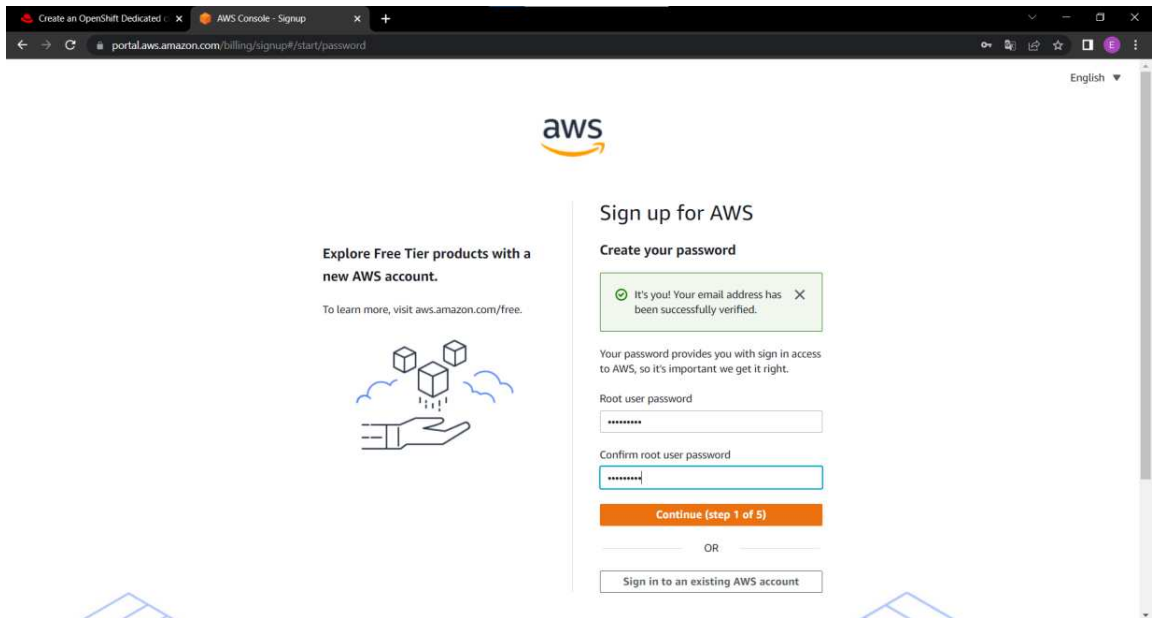 Create an OpenShift Dedicated c
AWS Console - Signup
portal.aws.amazon.com/billing/signup#/start/password
E
English
aws
Sign up for AWS
Explore Free Tier products with a
new AWS account.
To learn more, visit aws.amazon.com/free.
Create your password
It's you! Your email address has
been successfully verified.
Your password provides you with sign in access
to AWS, so it's important we get it right.
Root user password
•••••••••
Confirm root user password
•••••••••
Continue (step 1 of 5)
OR
Sign in to an existing AWS account